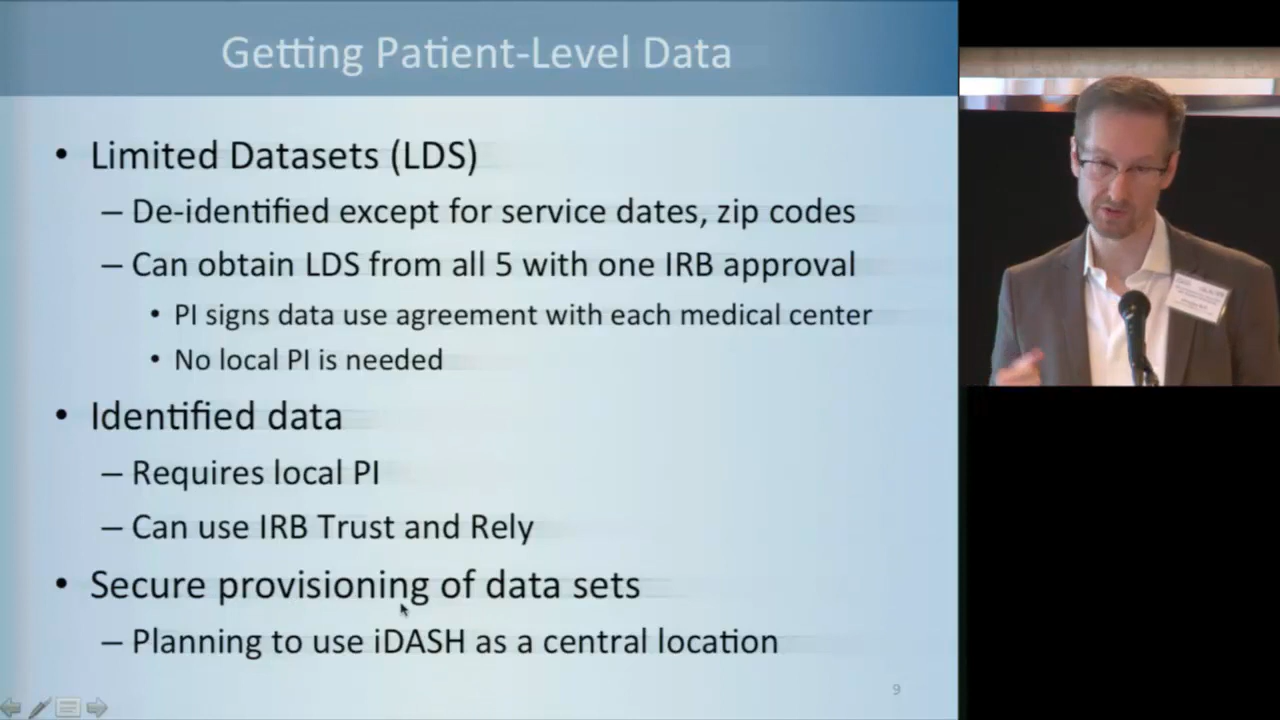 Getting Patient-Level Data
• Limited Datasets (LDS)
– De-identified except for service dates, zip codes
– Can obtain LDS from all 5 with one IRB approval
• PI signs data use agreement with each medical center
• No local PI is needed
• Identified data
– Requires local PI
– Can use IRB Trust and Rely
• Secure provisioning of data sets
– Planning to use iDASH as a central location
9